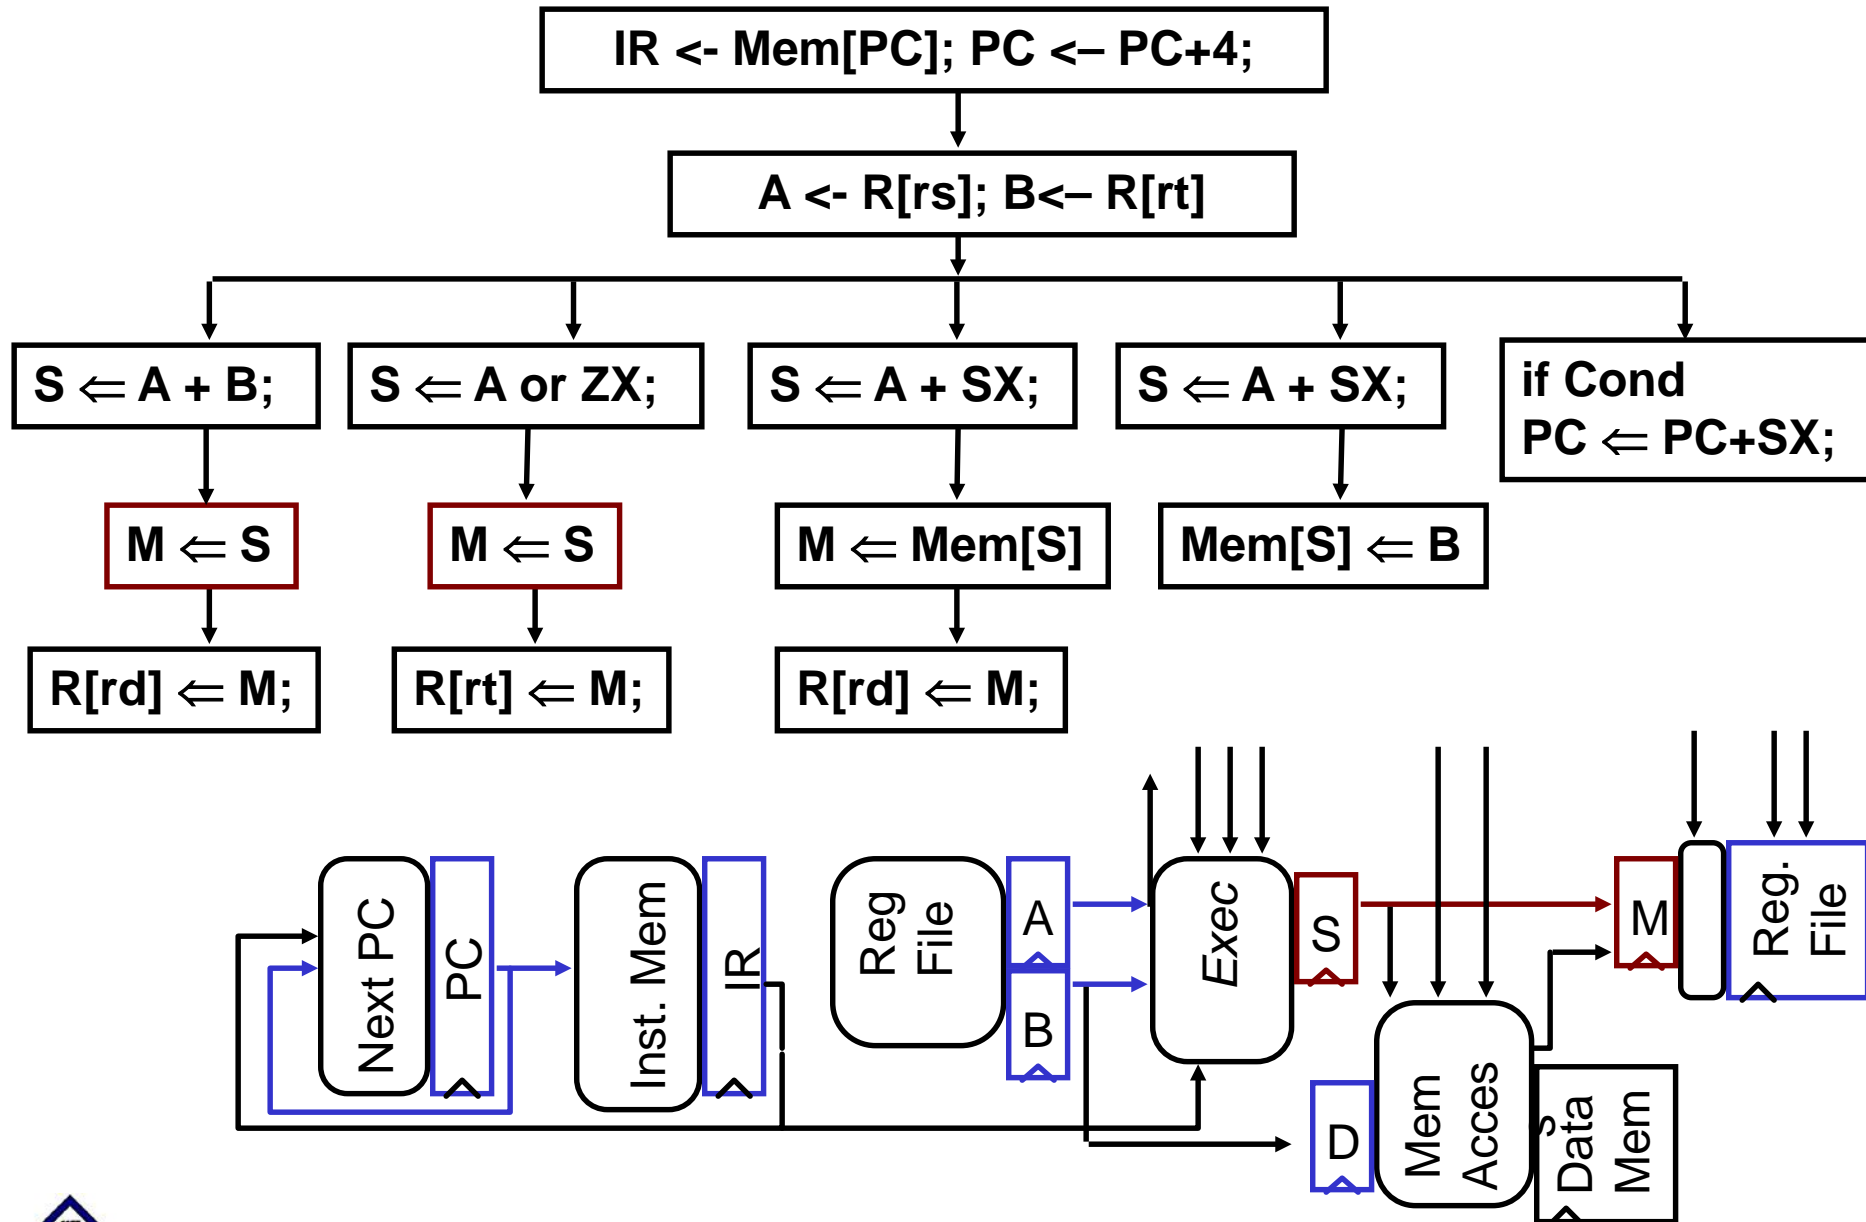 IR <- Mem[PC]; PC <– PC+4;
A <- R[rs]; B<– R[rt]
S ⇐ A + B;
S ⇐ A or ZX;
S ⇐ A + SX;
S ⇐ A + SX;
if Cond
PC ⇐ PC+SX;
M ⇐ S
M ⇐ S
M ⇐ Mem[S]
Mem[S] ⇐ B
R[rd] ⇐ M;
R[rt] ⇐ M;
R[rd] ⇐ M;
Next PC
PC
Inst. Mem
IR
Reg
File
A
B
Exec
S
M
Reg.
File
D
Mem
Acces
s
Data
Mem